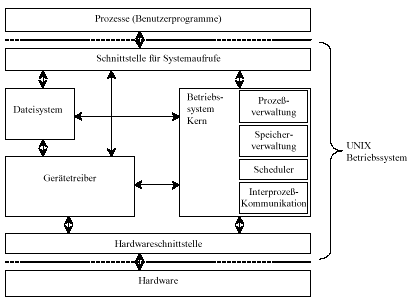 Prozesse (Benutzerprogramme)
Schnittstelle für Systemaufrufe
Dateisystem
Betriebs-
system
Kern
Prozeß-
verwaltung
Speicher-
verwaltung
Scheduler
Interprozeß-
Kommunikation
Gerätetreiber
Hardwareschnittstelle
Hardware
UNIX
Betriebssystem